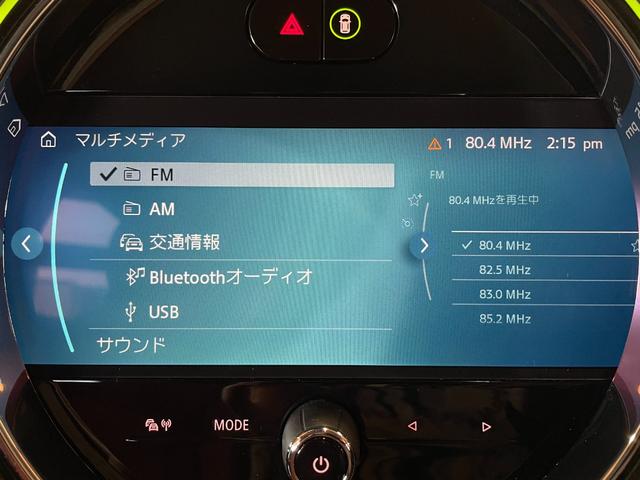 マルチメディア
1 80.4 MHz 2:15 pm
FM
AM
交通情報
Bluetoothオーディオ
USB
サウンド
FM
80.4 MHzを再生中
80.4 MHz
82.5 MHz
83.0 MHz
85.2 MHz
MODE